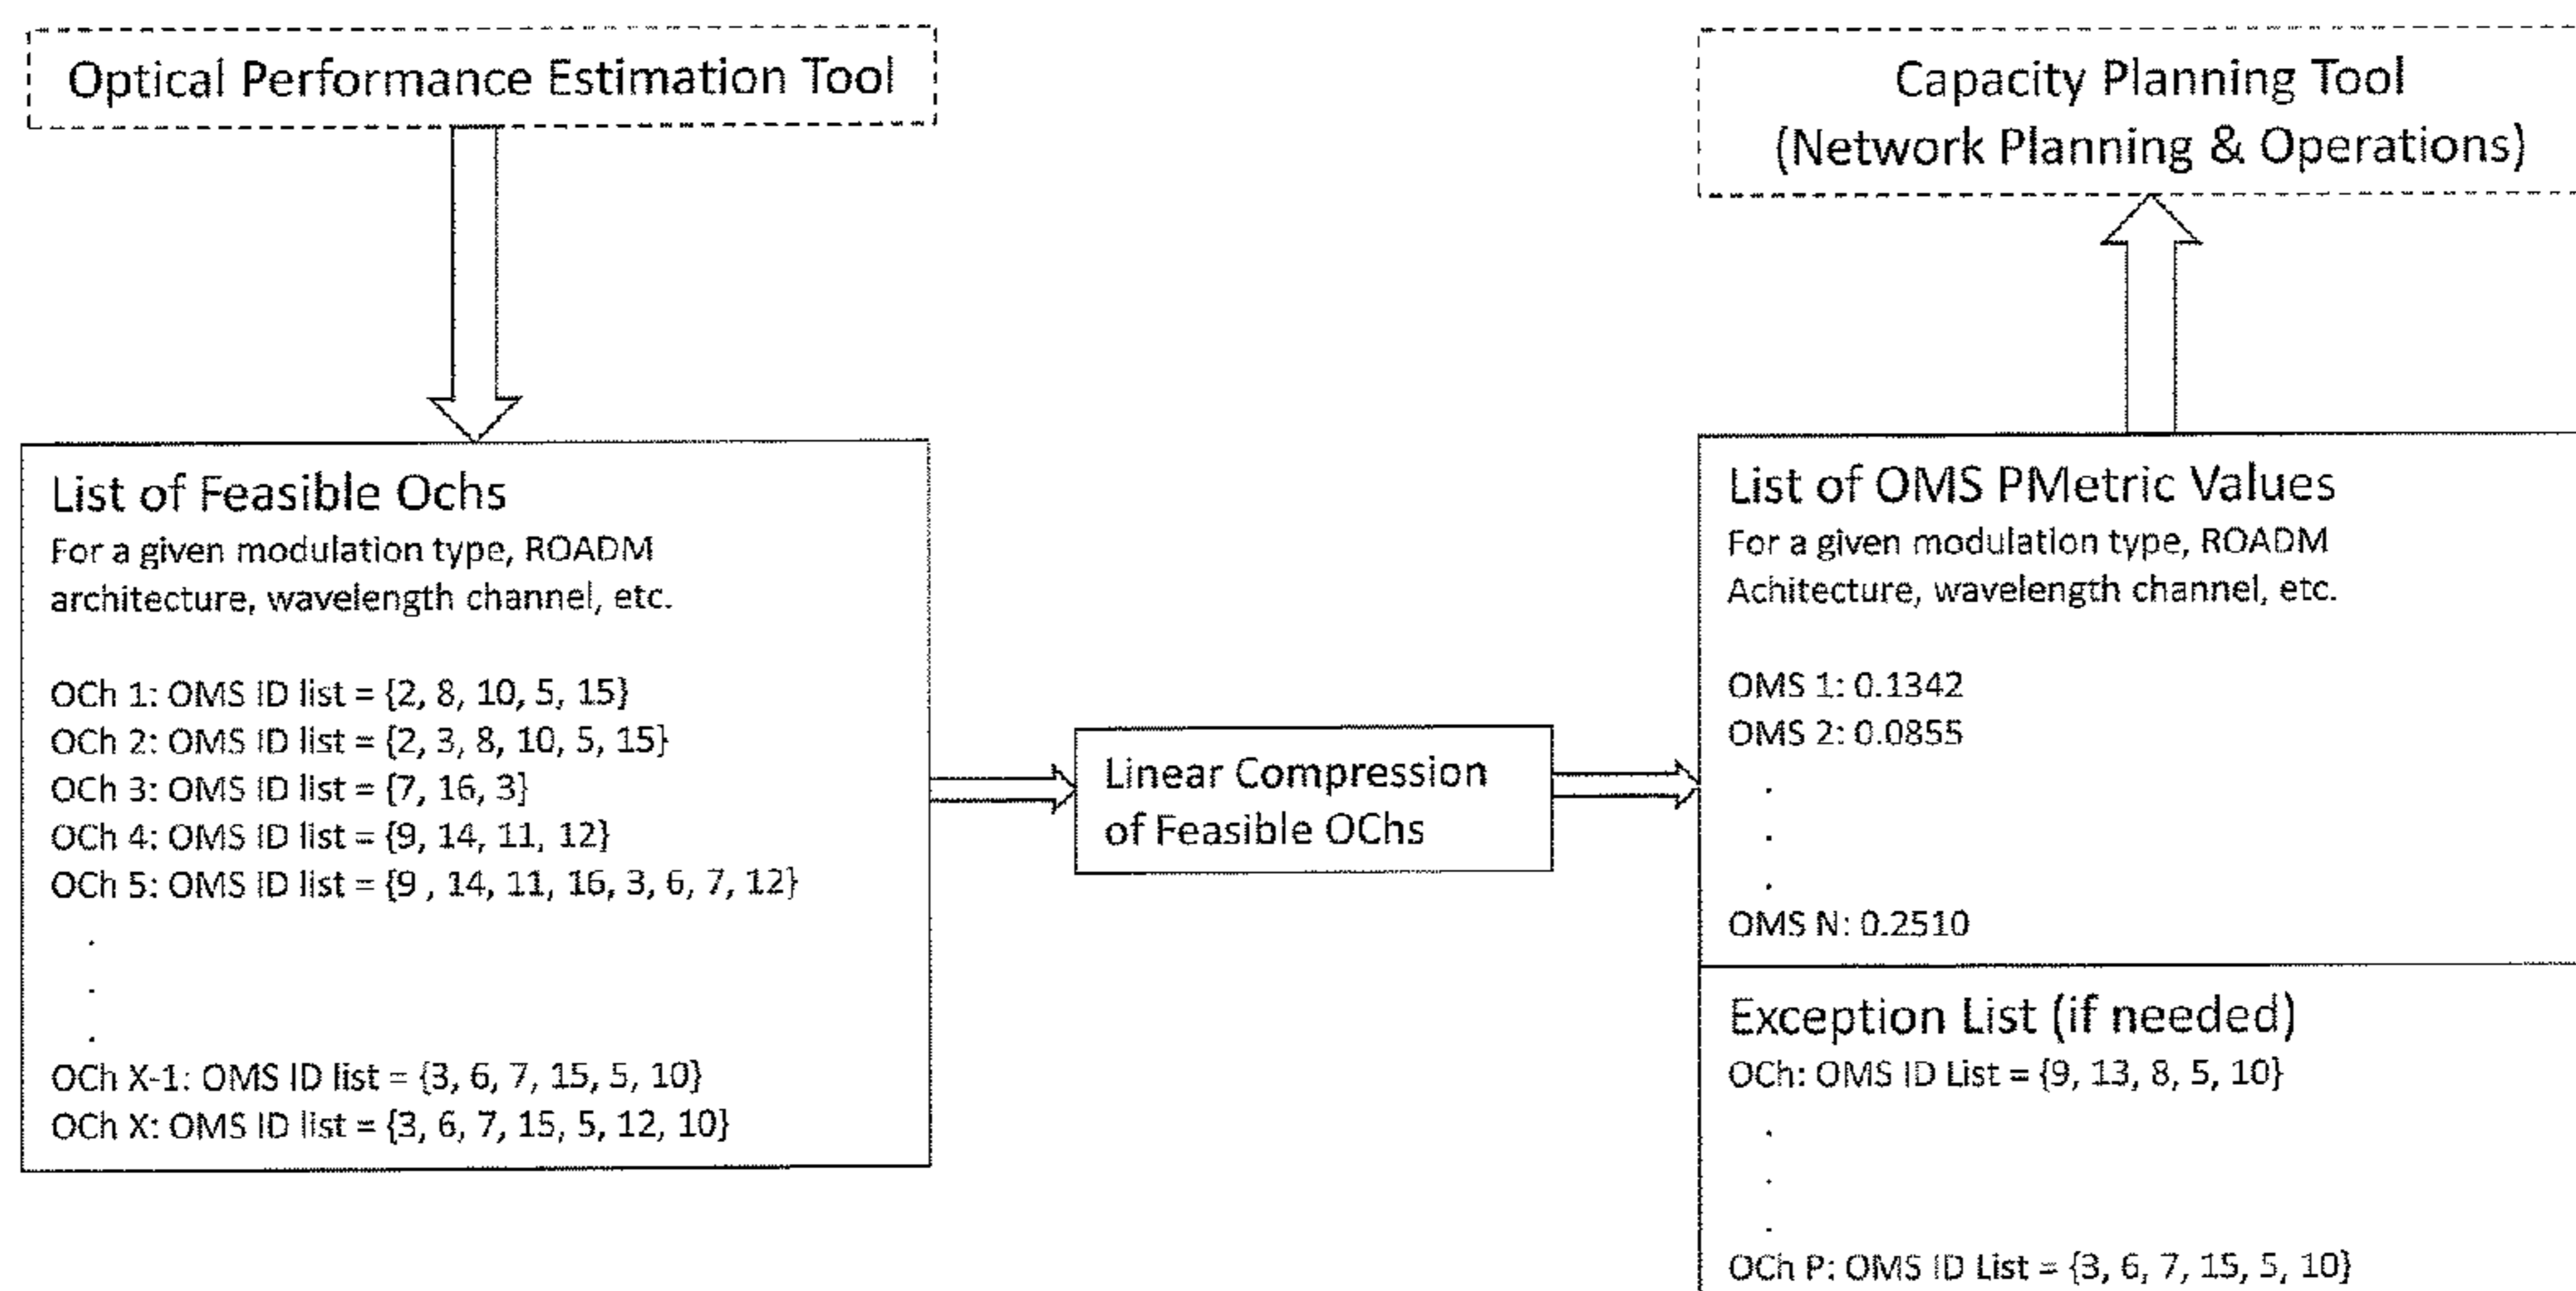 Optical Performance Estimation Tool
Capacity Planning Tool
(Network Planning & Operations)
List of Feasible Ochs
For a given modulation type, ROADM
architecture, wavelength channel, etc.
OCh 1: OMS ID list = {2, 8, 10, 5, 15}
OCh 2: OMS ID list = {2, 3, 8, 10, 5, 15}
OCh 3: OMS ID list = {7, 16, 3}
OCh 4: OMS ID list = {9, 14, 11, 12}
OCh 5: OMS ID list = {9 , 14, 11, 16, 3, 6, 7, 12}
.
.
.
OCh X-1: OMS ID list = {3, 6, 7, 15, 5, 10}
OCh X: OMS ID list = {3, 6, 7, 15, 5, 12, 10}
Linear Compression
of Feasible OChs
List of OMS PMetric Values
For a given modulation type, ROADM
Achitecture, wavelength channel, etc.
OMS 1: 0.1342
OMS 2: 0.0855
.
.
.
OMS N: 0.2510
Exception List (if needed)
OCh: OMS ID List = {9, 13, 8, 5, 10}
.
.
.
OCh P: OMS ID List = {3, 6, 7, 15, 5, 10}